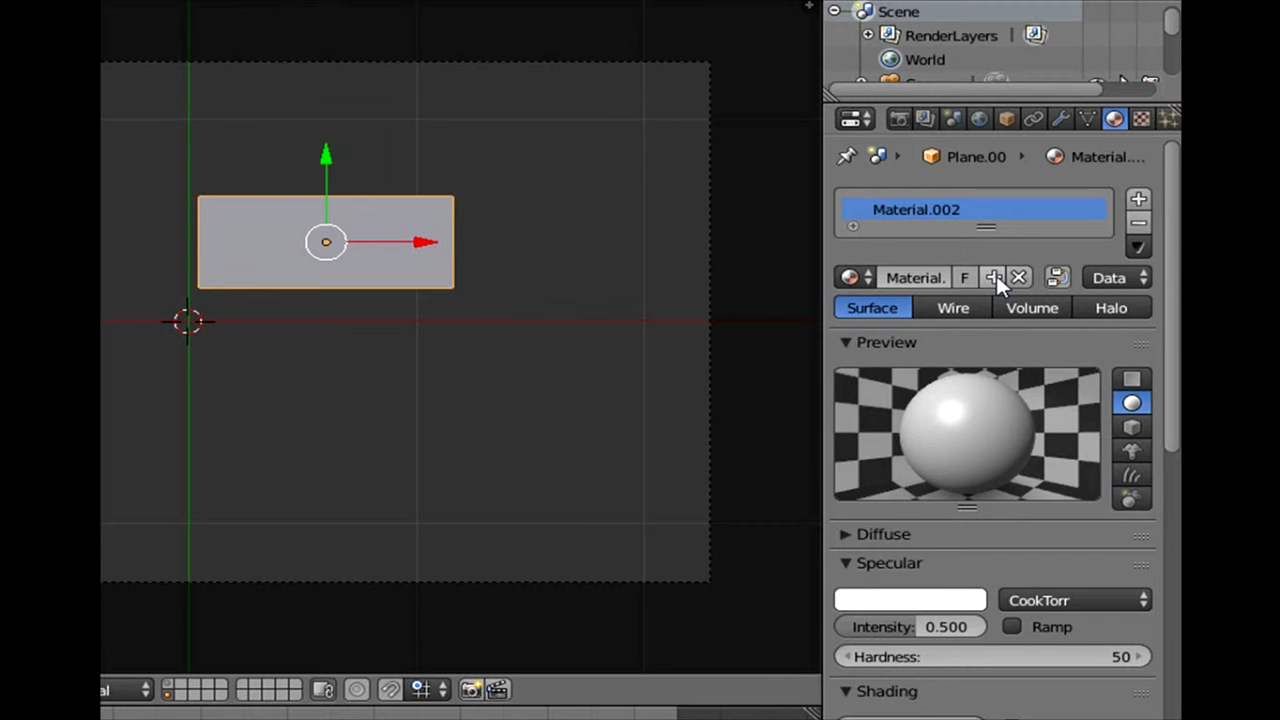 Scene
RenderLayers
World
Plane.00 Material....
Material.002
Material. F Data
Surface Wire Volume Halo
Preview
Diffuse
Specular
CookTorr
Intensity: 0.500 Ramp
Hardness: 50
Shading
al